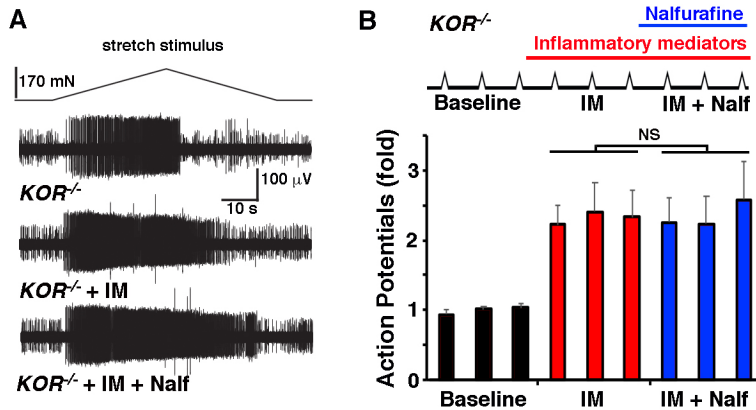 A
stretch stimulus
170 mN
KOR-/-
100 µV
10 s
KOR-/- + IM
KOR-/- + IM + Nalf
B
KOR-/-
Nalfurafine
Inflammatory mediators
Baseline IM IM + Nalf
NS
Action Potentials (fold)
3
2
1
0
Baseline IM IM + Nalf